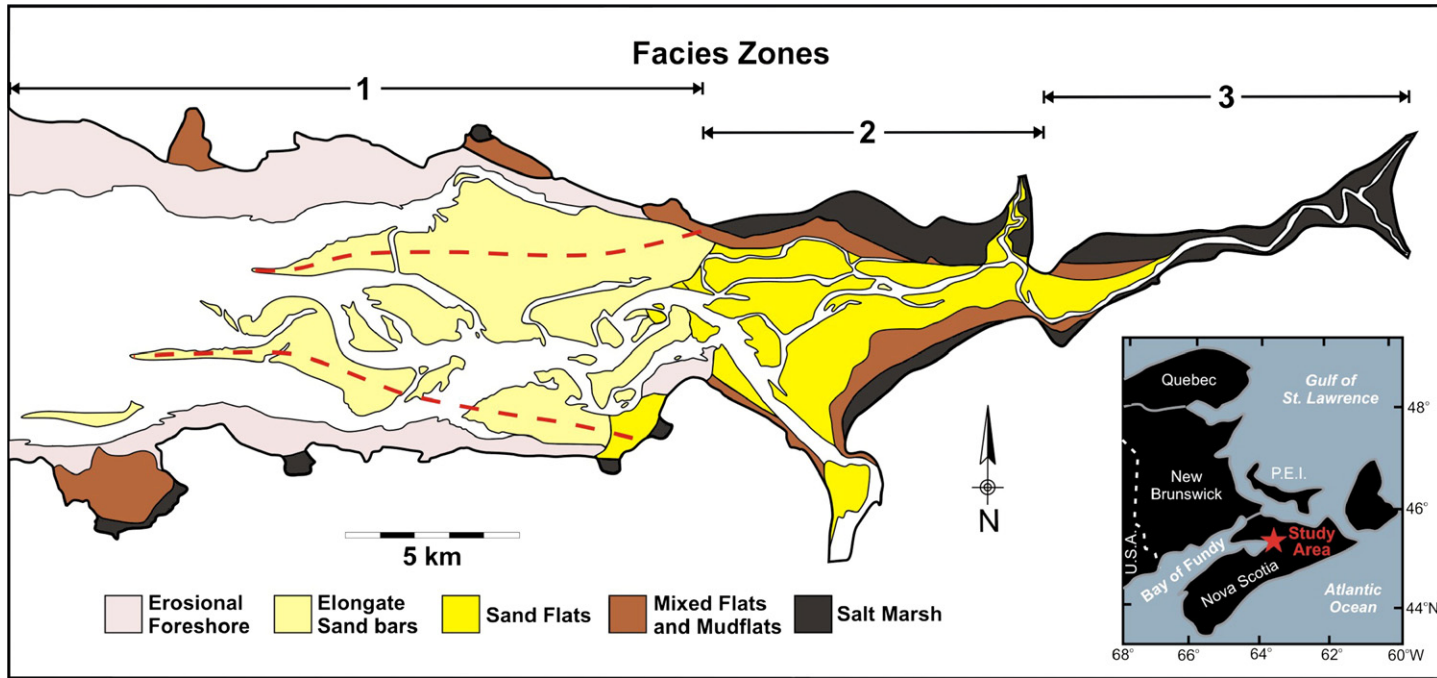 Facies Zones
1
2
3
N
5 km
Erosional
Foreshore
Elongate
Sand bars
Sand Flats
Mixed Flats
and Mudflats
Salt Marsh
Quebec
Gulf of
St. Lawrence
48°
New
Brunswick
P.E.I.
46°
U.S.A.
Bay of Fundy
Study
Area
Nova Scotia
Atlantic
Ocean
44°N
68°
66°
64°
62°
60°W